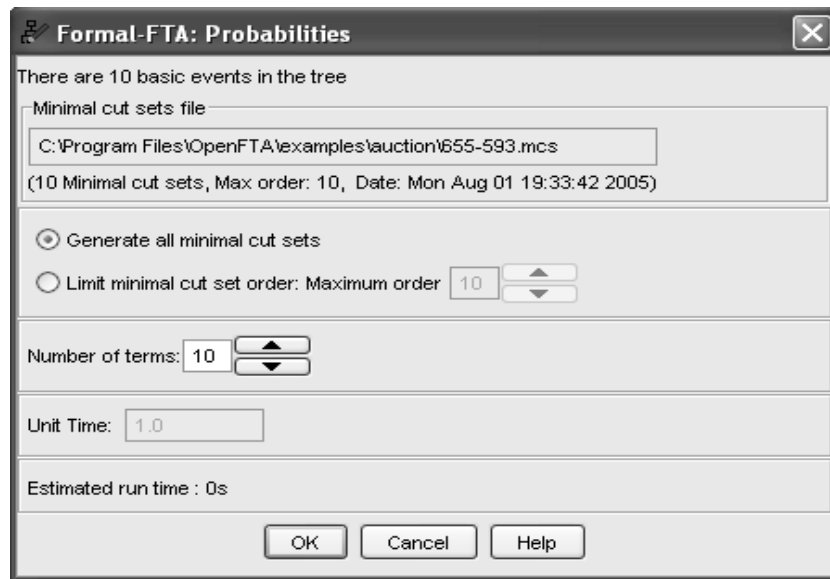 Formal-FTA: Probabilities
There are 10 basic events in the tree
Minimal cut sets file
C:\Program Files\OpenFTA\examples\auction\655-593.mcs
(10 Minimal cut sets, Max order: 10, Date: Mon Aug 01 19:33:42 2005)
Generate all minimal cut sets
Limit minimal cut set order: Maximum order 10
Number of terms: 10
Unit Time: 1.0
Estimated run time : 0s
OK Cancel Help